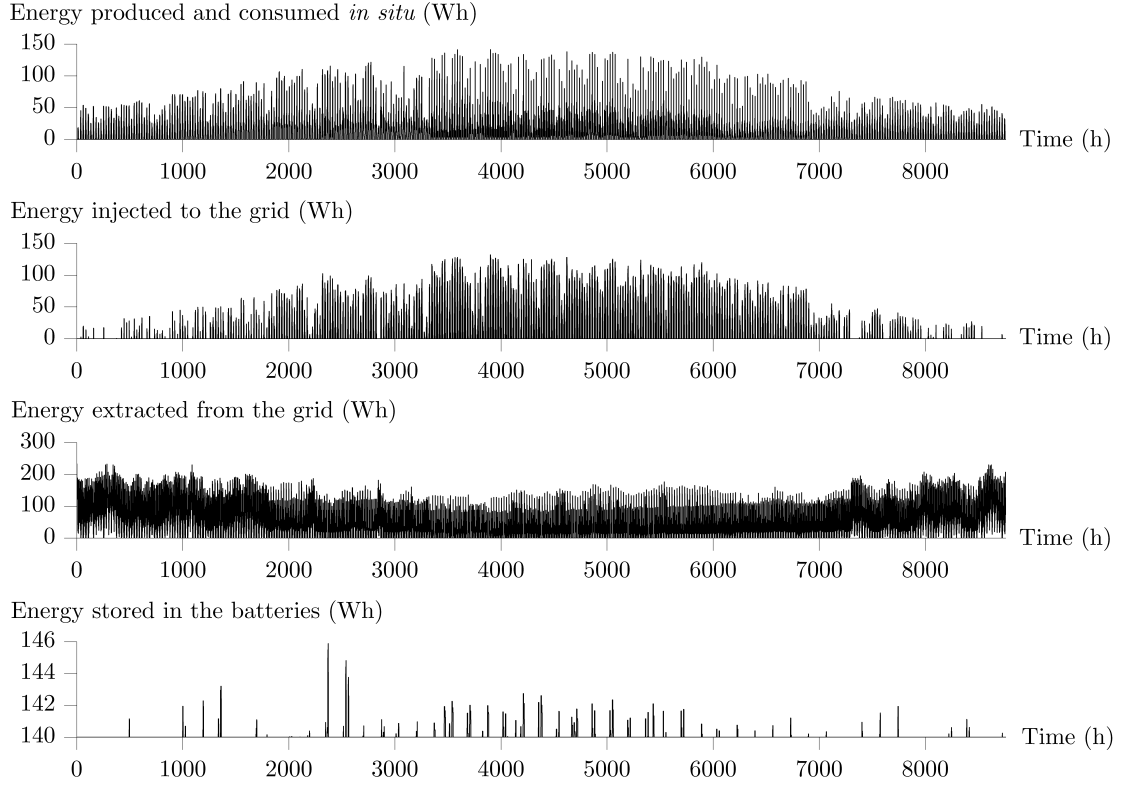 Energy produced and consumed in situ (Wh)
150
100
50
0
Time (h)
0 1000 2000 3000 4000 5000 6000 7000 8000
Energy injected to the grid (Wh)
150
100
50
0
Time (h)
0 1000 2000 3000 4000 5000 6000 7000 8000
Energy extracted from the grid (Wh)
300
200
100
0
Time (h)
0 1000 2000 3000 4000 5000 6000 7000 8000
Energy stored in the batteries (Wh)
146
144
142
140
Time (h)
0 1000 2000 3000 4000 5000 6000 7000 8000